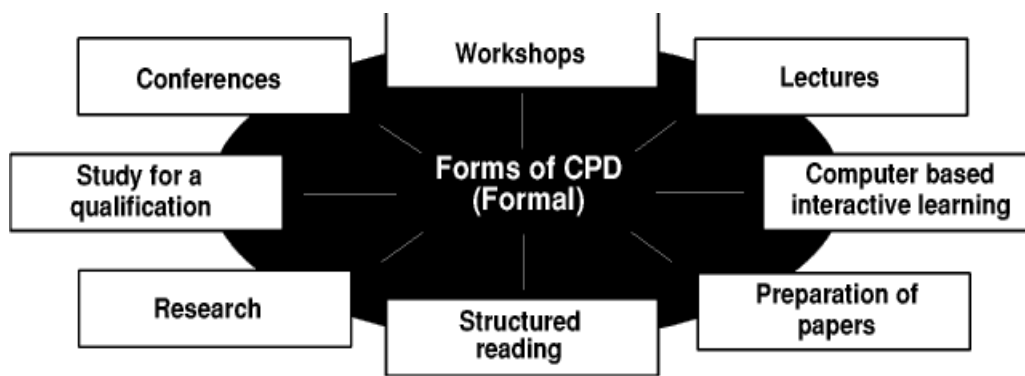 Workshops
Conferences
Lectures
Forms of CPD
(Formal)
Study for a
qualification
Computer based
interactive learning
Research
Structured
reading
Preparation of
papers